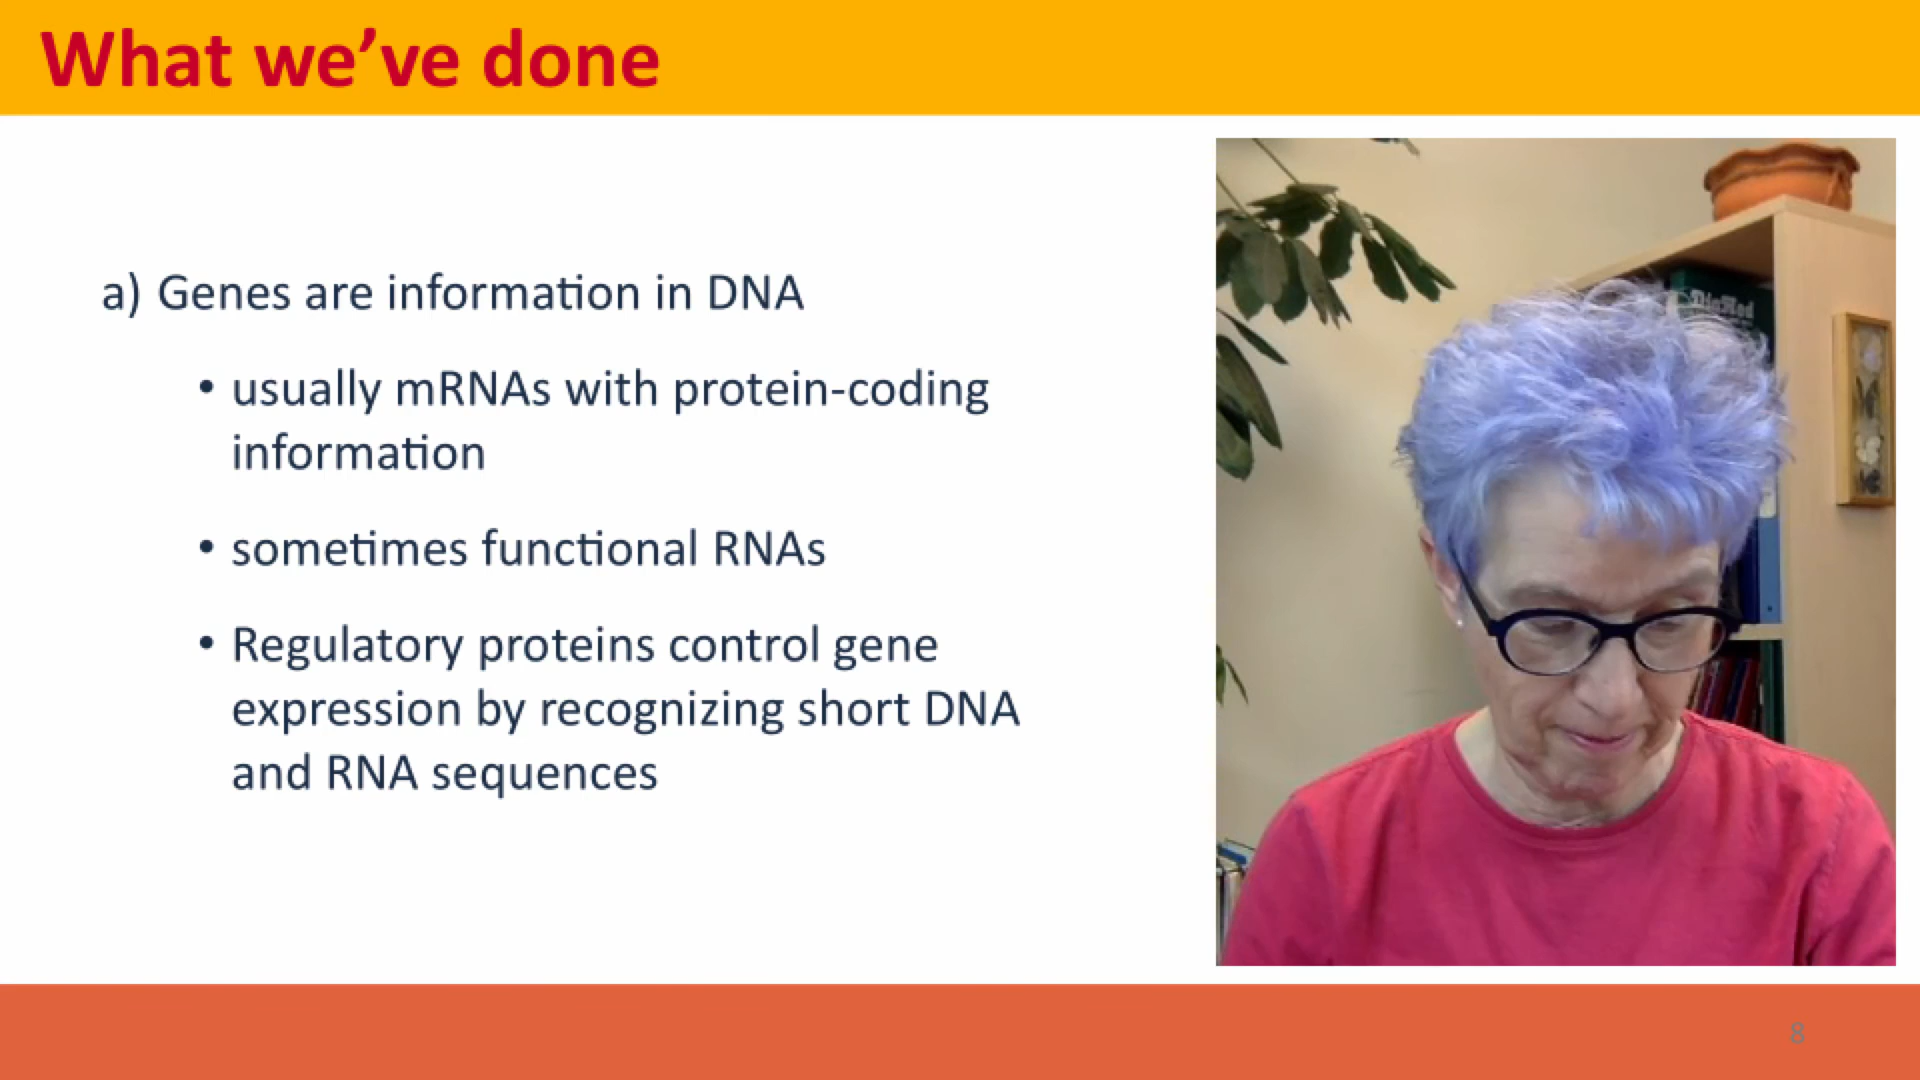 What we’ve done
a) Genes are information in DNA
• usually mRNAs with protein-coding
information
• sometimes functional RNAs
• Regulatory proteins control gene
expression by recognizing short DNA
and RNA sequences
8